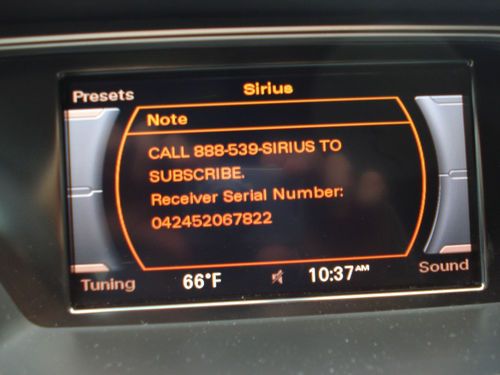 Presets
Sirius
Note
CALL 888-539-SIRIUS TO
SUBSCRIBE.
Receiver Serial Number:
042452067822
Tuning
66°F
10:37AM
Sound